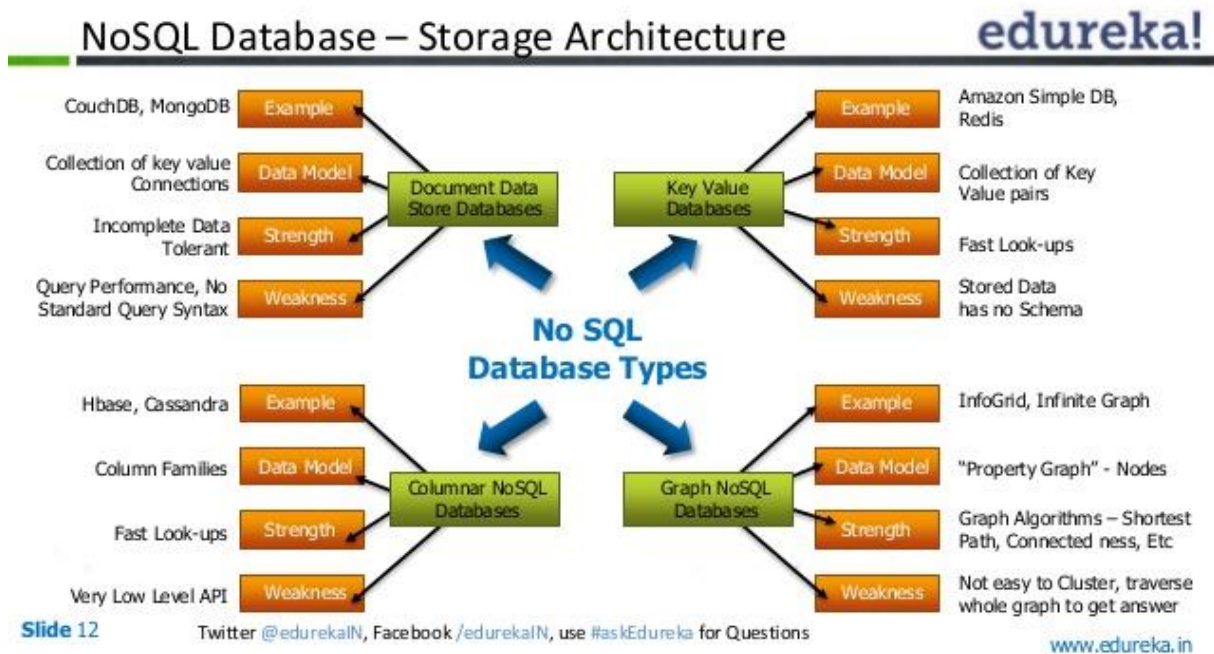 NoSQL Database – Storage Architecture
edureka!
CouchDB, MongoDB
Example
Collection of key value
Connections
Data Model
Incomplete Data
Tolerant
Strength
Query Performance, No
Standard Query Syntax
Weakness
Document Data
Store Databases
Key Value
Databases
Example
Amazon Simple DB,
Redis
Data Model
Collection of Key
Value pairs
Strength
Fast Look-ups
Weakness
Stored Data
has no Schema
No SQL
Database Types
Hbase, Cassandra
Example
Column Families
Data Model
Fast Look-ups
Strength
Very Low Level API
Weakness
Columnar NoSQL
Databases
Graph NoSQL
Databases
Example
InfoGrid, Infinite Graph
Data Model
“Property Graph” - Nodes
Strength
Graph Algorithms – Shortest
Path, Connected ness, Etc
Weakness
Not easy to Cluster, traverse
whole graph to get answer
Slide 12
Twitter @edurekaIN, Facebook /edurekaIN, use #askEdureka for Questions
www.edureka.in